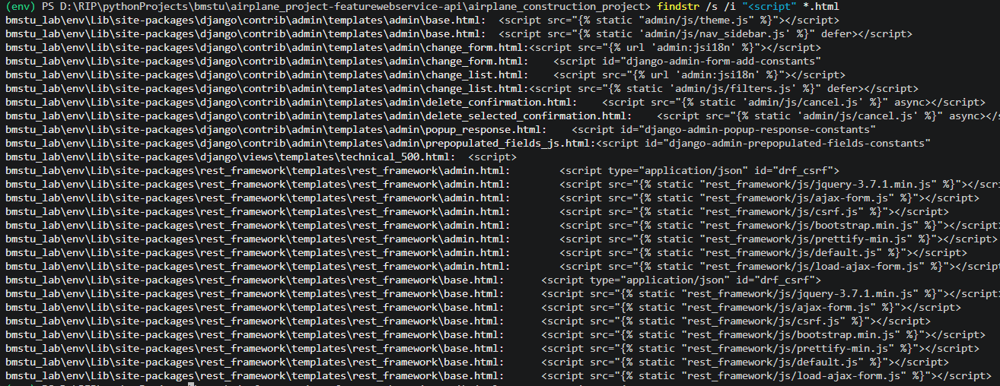 (env) PS D:\RIP\pythonProjects\bmstu\airplane_project-featurewebservice-api\airplane_construction_project> findstr /s /i "<script" *.html
bmstu_lab\env\Lib\site-packages\django\contrib\admin\templates\admin\base.html:  <script src="{% static "admin/js/theme.js" %}"></script>
bmstu_lab\env\Lib\site-packages\django\contrib\admin\templates\admin\base.html:  <script src="{% static 'admin/js/nav_sidebar.js' %}" defer></script>
bmstu_lab\env\Lib\site-packages\django\contrib\admin\templates\admin\change_form.html:<script src="{% url 'admin:jsi18n' %}"></script>
bmstu_lab\env\Lib\site-packages\django\contrib\admin\templates\admin\change_form.html:    <script id="django-admin-form-add-constants"
bmstu_lab\env\Lib\site-packages\django\contrib\admin\templates\admin\change_list.html:    <script src="{% url 'admin:jsi18n' %}"></script>
bmstu_lab\env\Lib\site-packages\django\contrib\admin\templates\admin\change_list.html:<script src="{% static 'admin/js/filters.js' %}" defer></script>
bmstu_lab\env\Lib\site-packages\django\contrib\admin\templates\admin\delete_confirmation.html:    <script src="{% static 'admin/js/cancel.js' %}" async></script>
bmstu_lab\env\Lib\site-packages\django\contrib\admin\templates\admin\delete_selected_confirmation.html:    <script src="{% static 'admin/js/cancel.js' %}" async></s
bmstu_lab\env\Lib\site-packages\django\contrib\admin\templates\admin\popup_response.html:    <script id="django-admin-popup-response-constants"
bmstu_lab\env\Lib\site-packages\django\contrib\admin\templates\admin\prepopulated_fields_js.html:<script id="django-admin-prepopulated-fields-constants"
bmstu_lab\env\Lib\site-packages\django\views\templates\technical_500.html:  <script>
bmstu_lab\env\Lib\site-packages\rest_framework\templates\rest_framework\admin.html:        <script type="application/json" id="drf_csrf">
bmstu_lab\env\Lib\site-packages\rest_framework\templates\rest_framework\admin.html:        <script src="{% static "rest_framework/js/jquery-3.7.1.min.js" %}"></scri
bmstu_lab\env\Lib\site-packages\rest_framework\templates\rest_framework\admin.html:        <script src="{% static "rest_framework/js/ajax-form.js" %}"></script>
bmstu_lab\env\Lib\site-packages\rest_framework\templates\rest_framework\admin.html:        <script src="{% static "rest_framework/js/csrf.js" %}"></script>
bmstu_lab\env\Lib\site-packages\rest_framework\templates\rest_framework\admin.html:        <script src="{% static "rest_framework/js/bootstrap.min.js" %}"></script
bmstu_lab\env\Lib\site-packages\rest_framework\templates\rest_framework\admin.html:        <script src="{% static "rest_framework/js/prettify-min.js" %}"></script>
bmstu_lab\env\Lib\site-packages\rest_framework\templates\rest_framework\admin.html:        <script src="{% static "rest_framework/js/default.js" %}"></script>
bmstu_lab\env\Lib\site-packages\rest_framework\templates\rest_framework\admin.html:        <script src="{% static "rest_framework/js/load-ajax-form.js" %}"></script
bmstu_lab\env\Lib\site-packages\rest_framework\templates\rest_framework\base.html:      <script type="application/json" id="drf_csrf">
bmstu_lab\env\Lib\site-packages\rest_framework\templates\rest_framework\base.html:      <script src="{% static "rest_framework/js/jquery-3.7.1.min.js" %}"></script
bmstu_lab\env\Lib\site-packages\rest_framework\templates\rest_framework\base.html:      <script src="{% static "rest_framework/js/ajax-form.js" %}"></script>
bmstu_lab\env\Lib\site-packages\rest_framework\templates\rest_framework\base.html:      <script src="{% static "rest_framework/js/csrf.js" %}"></script>
bmstu_lab\env\Lib\site-packages\rest_framework\templates\rest_framework\base.html:      <script src="{% static "rest_framework/js/bootstrap.min.js" %}"></script>
bmstu_lab\env\Lib\site-packages\rest_framework\templates\rest_framework\base.html:      <script src="{% static "rest_framework/js/prettify-min.js" %}"></script>
bmstu_lab\env\Lib\site-packages\rest_framework\templates\rest_framework\base.html:      <script src="{% static "rest_framework/js/default.js" %}"></script>
bmstu_lab\env\Lib\site-packages\rest_framework\templates\rest_framework\base.html:      <script src="{% static "rest_framework/js/load-ajax-form.js" %}"></script>